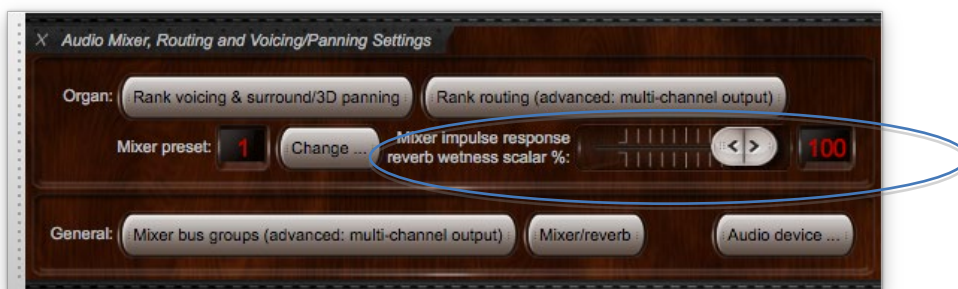 X Audio Mixer, Routing and Voicing/Panning Settings
Organ: Rank voicing & surround/3D panning Rank routing (advanced: multi-channel output)
Mixer preset: 1 Change ... Mixer impulse response
reverb wetness scalar %: < > 100
General: Mixer bus groups (advanced: multi-channel output) Mixer/reverb Audio device ...